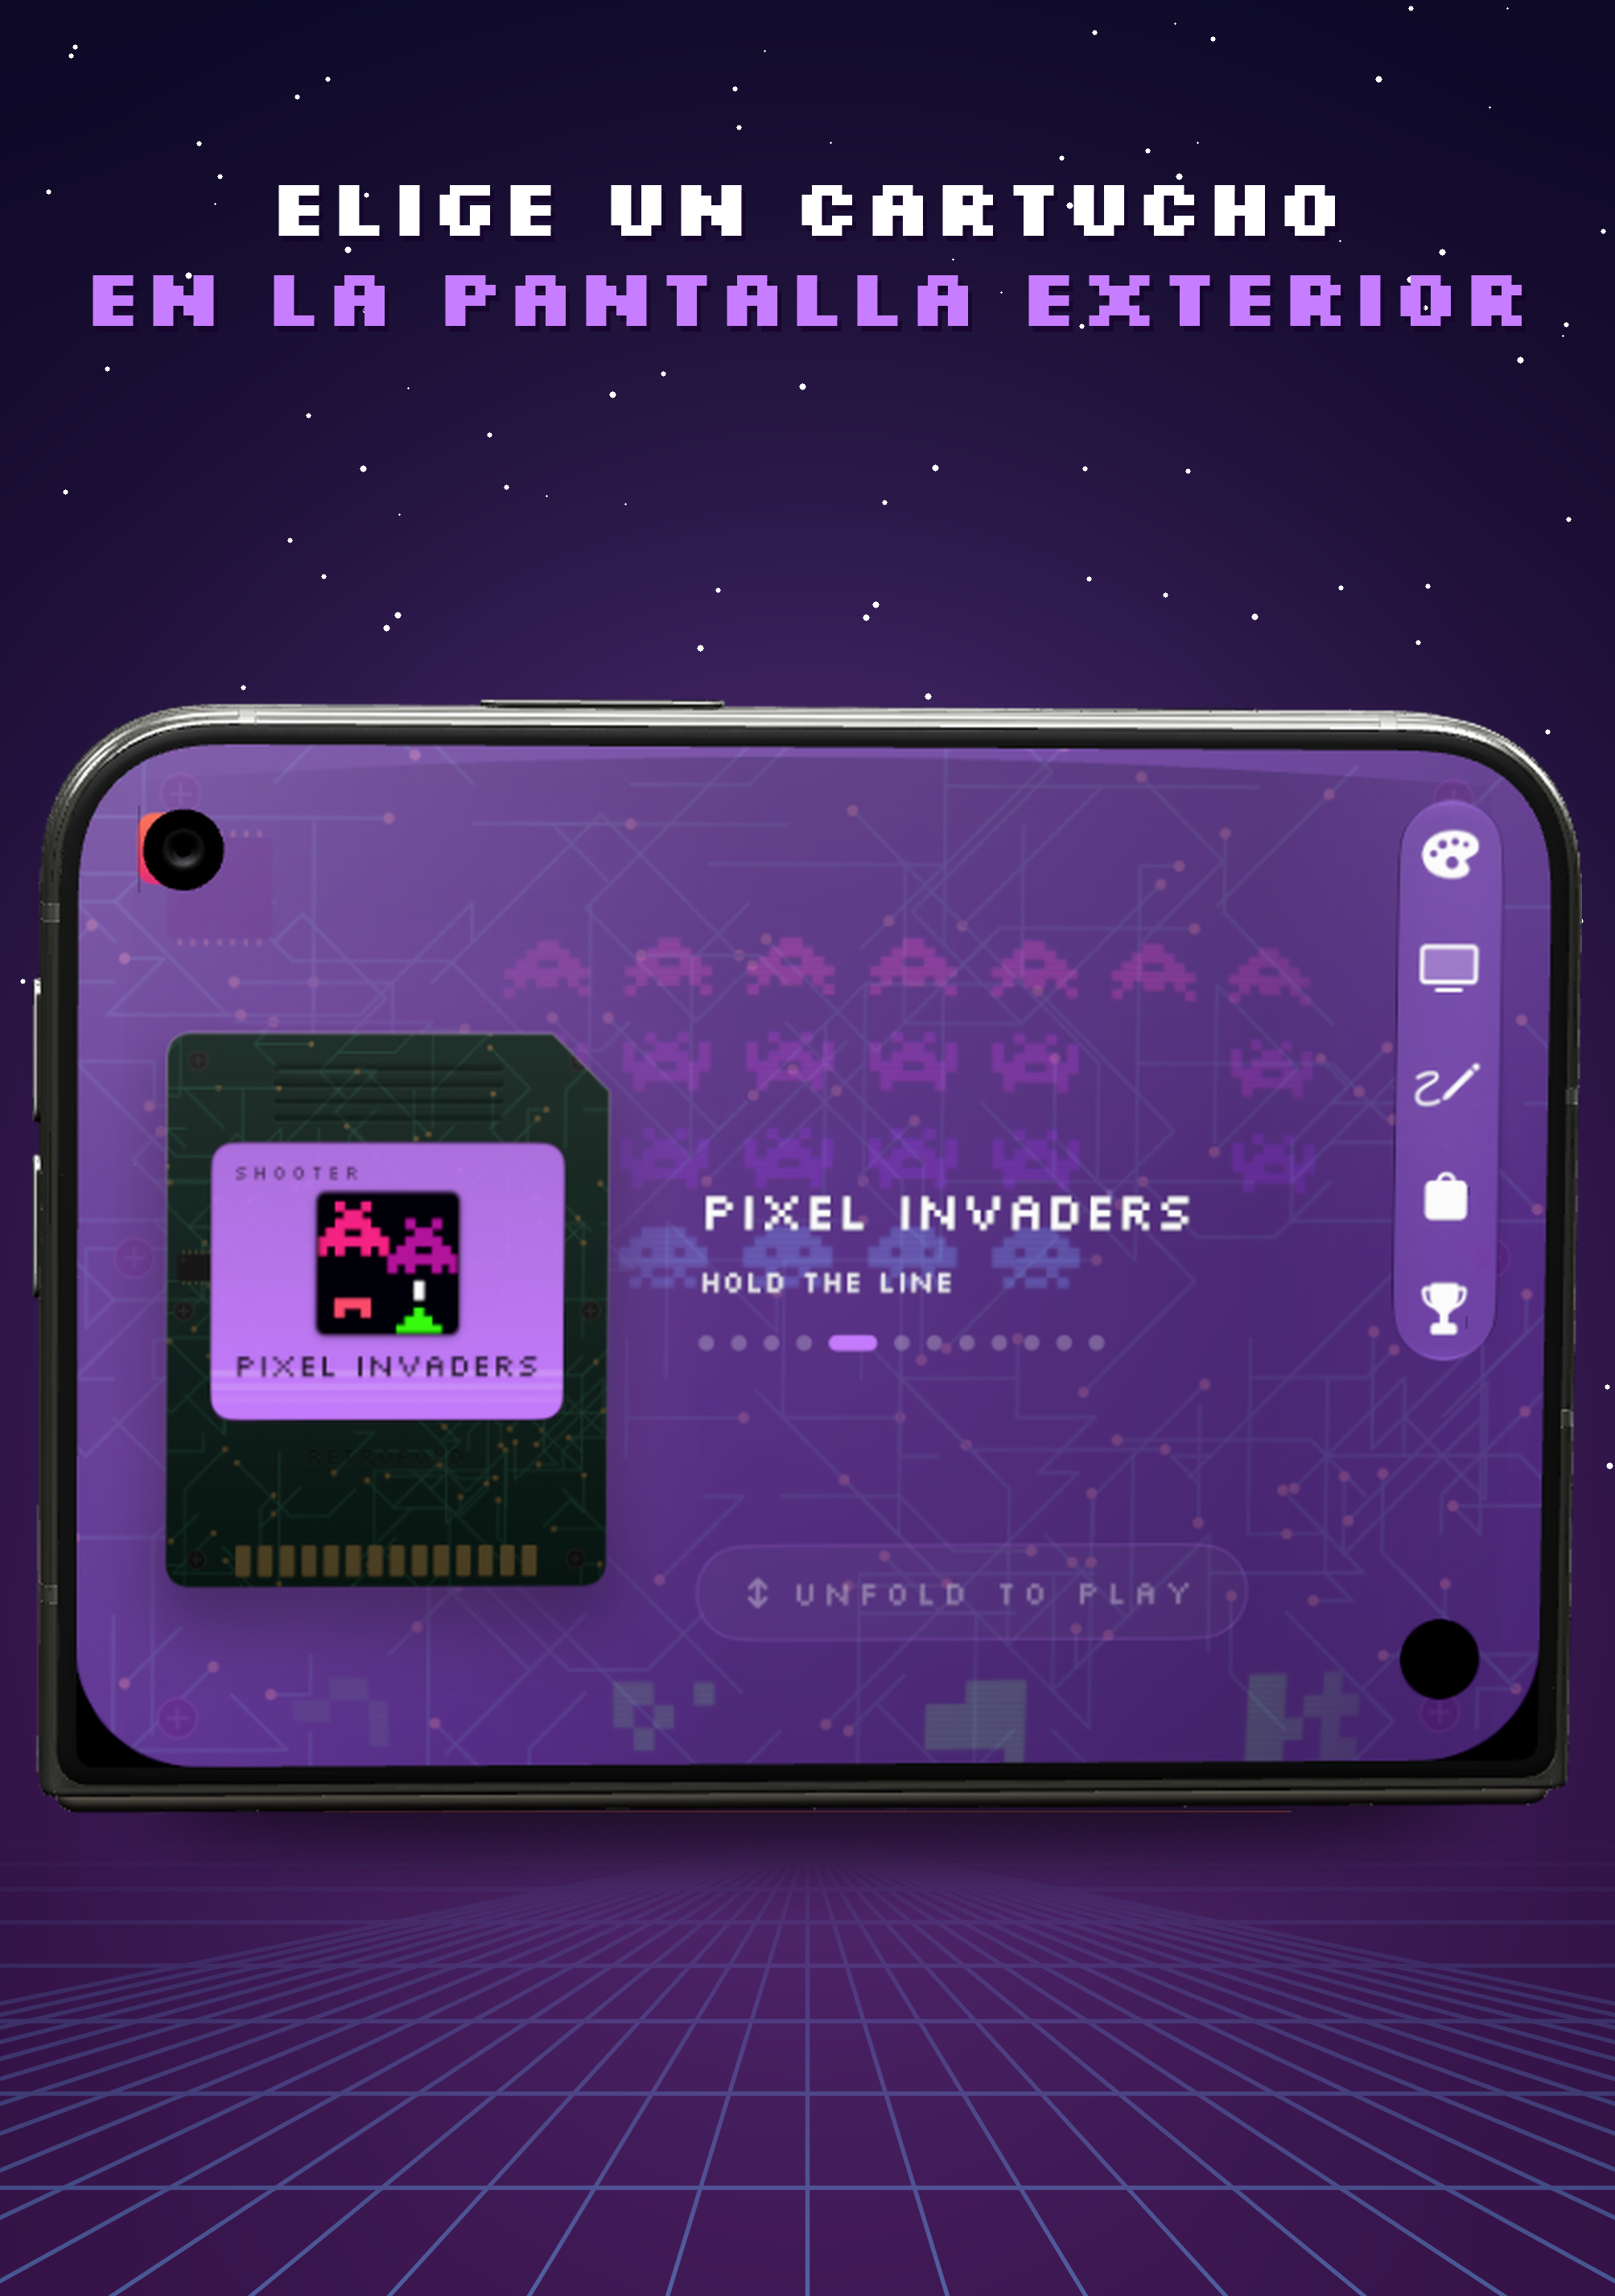 ELIGE UN CARTUCHO
EN LA PANTALLA EXTERIOR
SHOOTER
PIXEL INVADERS
PIXEL INVADERS
HOLD THE LINE
UNFOLD TO PLAY